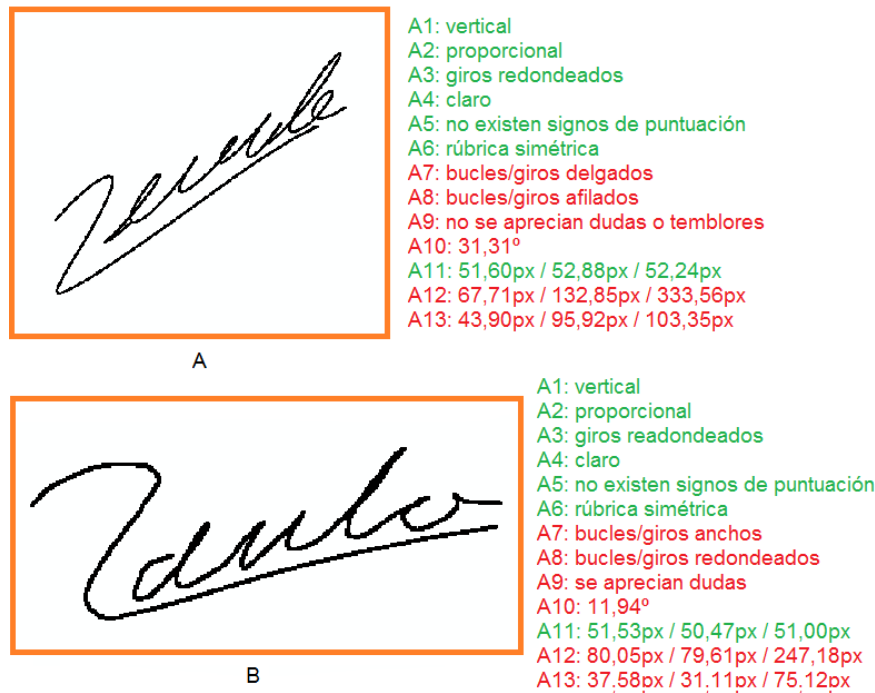 A1: vertical
A2: proporcional
A3: giros redondeados
A4: claro
A5: no existen signos de puntuación
A6: rúbrica simétrica
A7: bucles/giros delgados
A8: bucles/giros afilados
A9: no se aprecian dudas o temblores
A10: 31,31º
A11: 51,60px / 52,88px / 52,24px
A12: 67,71px / 132,85px / 333,56px
A13: 43,90px / 95,92px / 103,35px
A
A1: vertical
A2: proporcional
A3: giros readondeados
A4: claro
A5: no existen signos de puntuación
A6: rúbrica simétrica
A7: bucles/giros anchos
A8: bucles/giros redondeados
A9: se aprecian dudas
A10: 11,94º
A11: 51,53px / 50,47px / 51,00px
A12: 80,05px / 79,61px / 247,18px
A13: 37,58px / 31,11px / 75,12px
B